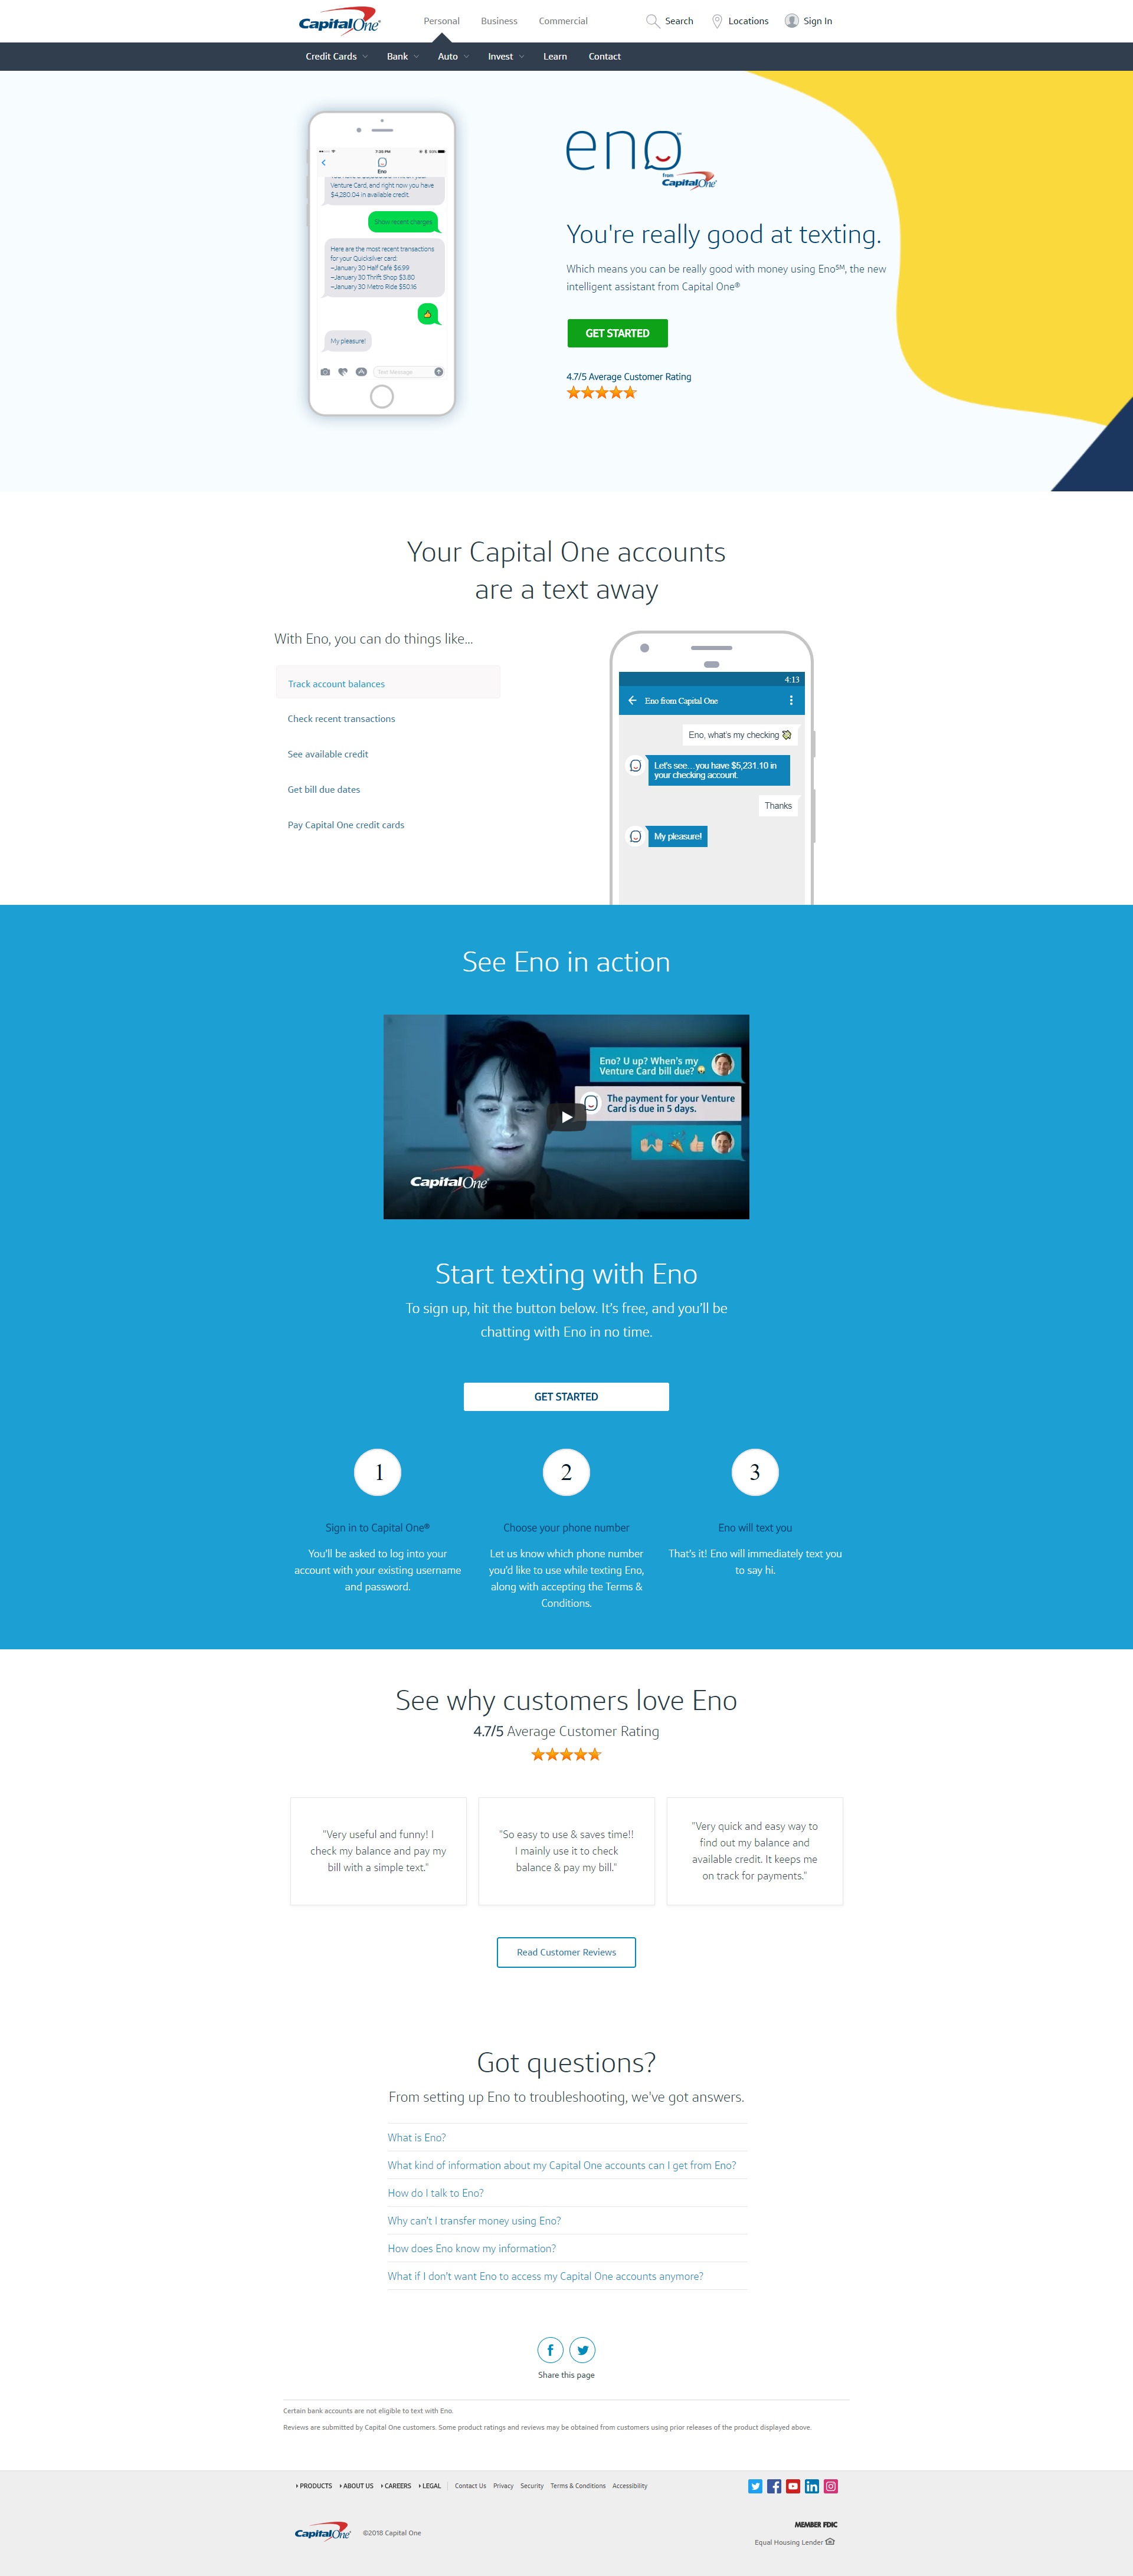 CapitalOne
Personal
Business
Commercial
Search
Locations
Sign In
Credit Cards
Bank
Auto
Invest
Learn
Contact
7:35 PM
Eno
Venture Card, and right now you have
$4,280.04 in available credit.
Show recent charges
Here are the most recent transactions
for your Quicksilver card:
–January 30 Half Café $6.99
–January 30 Thrift Shop $3.80
–January 30 Metro Ride $50.16
My pleasure!
Text Message
eno
from CapitalOne®
You're really good at texting.
Which means you can be really good with money using Eno℠, the new
intelligent assistant from Capital One®
GET STARTED
4.7/5 Average Customer Rating
Your Capital One accounts
are a text away
With Eno, you can do things like...
Track account balances
Check recent transactions
See available credit
Get bill due dates
Pay Capital One credit cards
4:13
Eno from Capital One
Eno, what's my checking
Let's see...you have $5,231.10 in
your checking account.
Thanks
My pleasure!
See Eno in action
Eno? U up? When's my
Venture Card bill due?
The payment for your Venture
Card is due in 5 days.
CapitalOne®
Start texting with Eno
To sign up, hit the button below. It's free, and you'll be
chatting with Eno in no time.
GET STARTED
1
2
3
Sign in to Capital One®
You'll be asked to log into your
account with your existing username
and password.
Choose your phone number
Let us know which phone number
you'd like to use while texting Eno,
along with accepting the Terms &
Conditions.
Eno will text you
That's it! Eno will immediately text you
to say hi.
See why customers love Eno
4.7/5 Average Customer Rating
"Very useful and funny! I
check my balance and pay my
bill with a simple text."
"So easy to use & saves time!!
I mainly use it to check
balance & pay my bill."
"Very quick and easy way to
find out my balance and
available credit. It keeps me
on track for payments."
Read Customer Reviews
Got questions?
From setting up Eno to troubleshooting, we've got answers.
What is Eno?
What kind of information about my Capital One accounts can I get from Eno?
How do I talk to Eno?
Why can't I transfer money using Eno?
How does Eno know my information?
What if I don't want Eno to access my Capital One accounts anymore?
Share this page
Certain bank accounts are not eligible to text with Eno.
Reviews are submitted by Capital One customers. Some product ratings and reviews may be obtained from customers using prior releases of the product displayed above.
PRODUCTS
ABOUT US
CAREERS
LEGAL
Contact Us
Privacy
Security
Terms & Conditions
Accessibility
CapitalOne®
©2018 Capital One
MEMBER FDIC
Equal Housing Lender